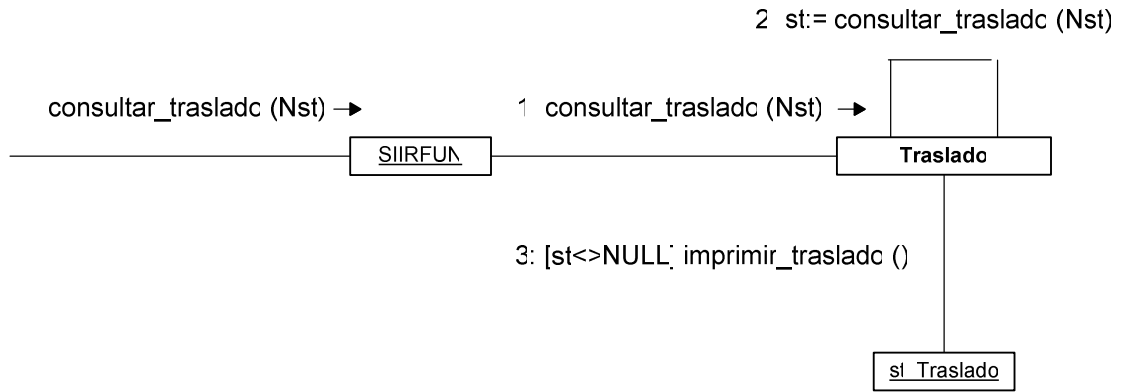 2 st:= consultar_traslado (Nst)
consultar_traslado (Nst)
1 consultar_traslado (Nst)
SIIRFUN
Traslado
3: [st<>NULL] imprimir_traslado ()
st Traslado